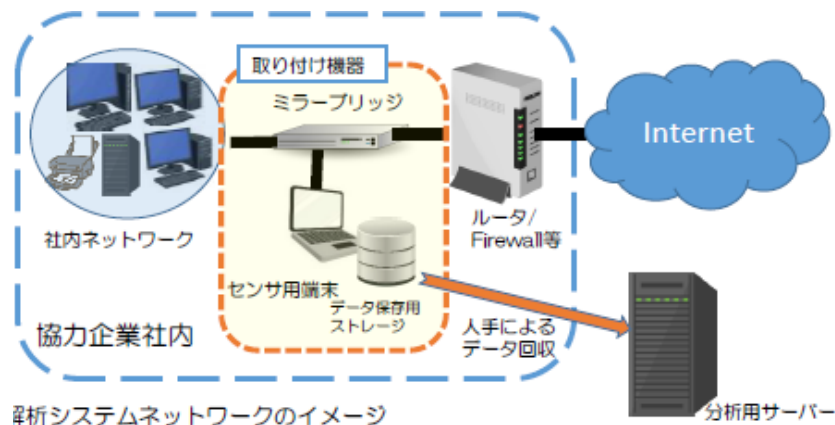 取り付け機器
ミラーブリッジ
Internet
社内ネットワーク
ルータ/
Firewall等
センサ用端末
データ保存用
ストレージ
協力企業社内
人手による
データ回収
解析システムネットワークのイメージ
分析用サーバー